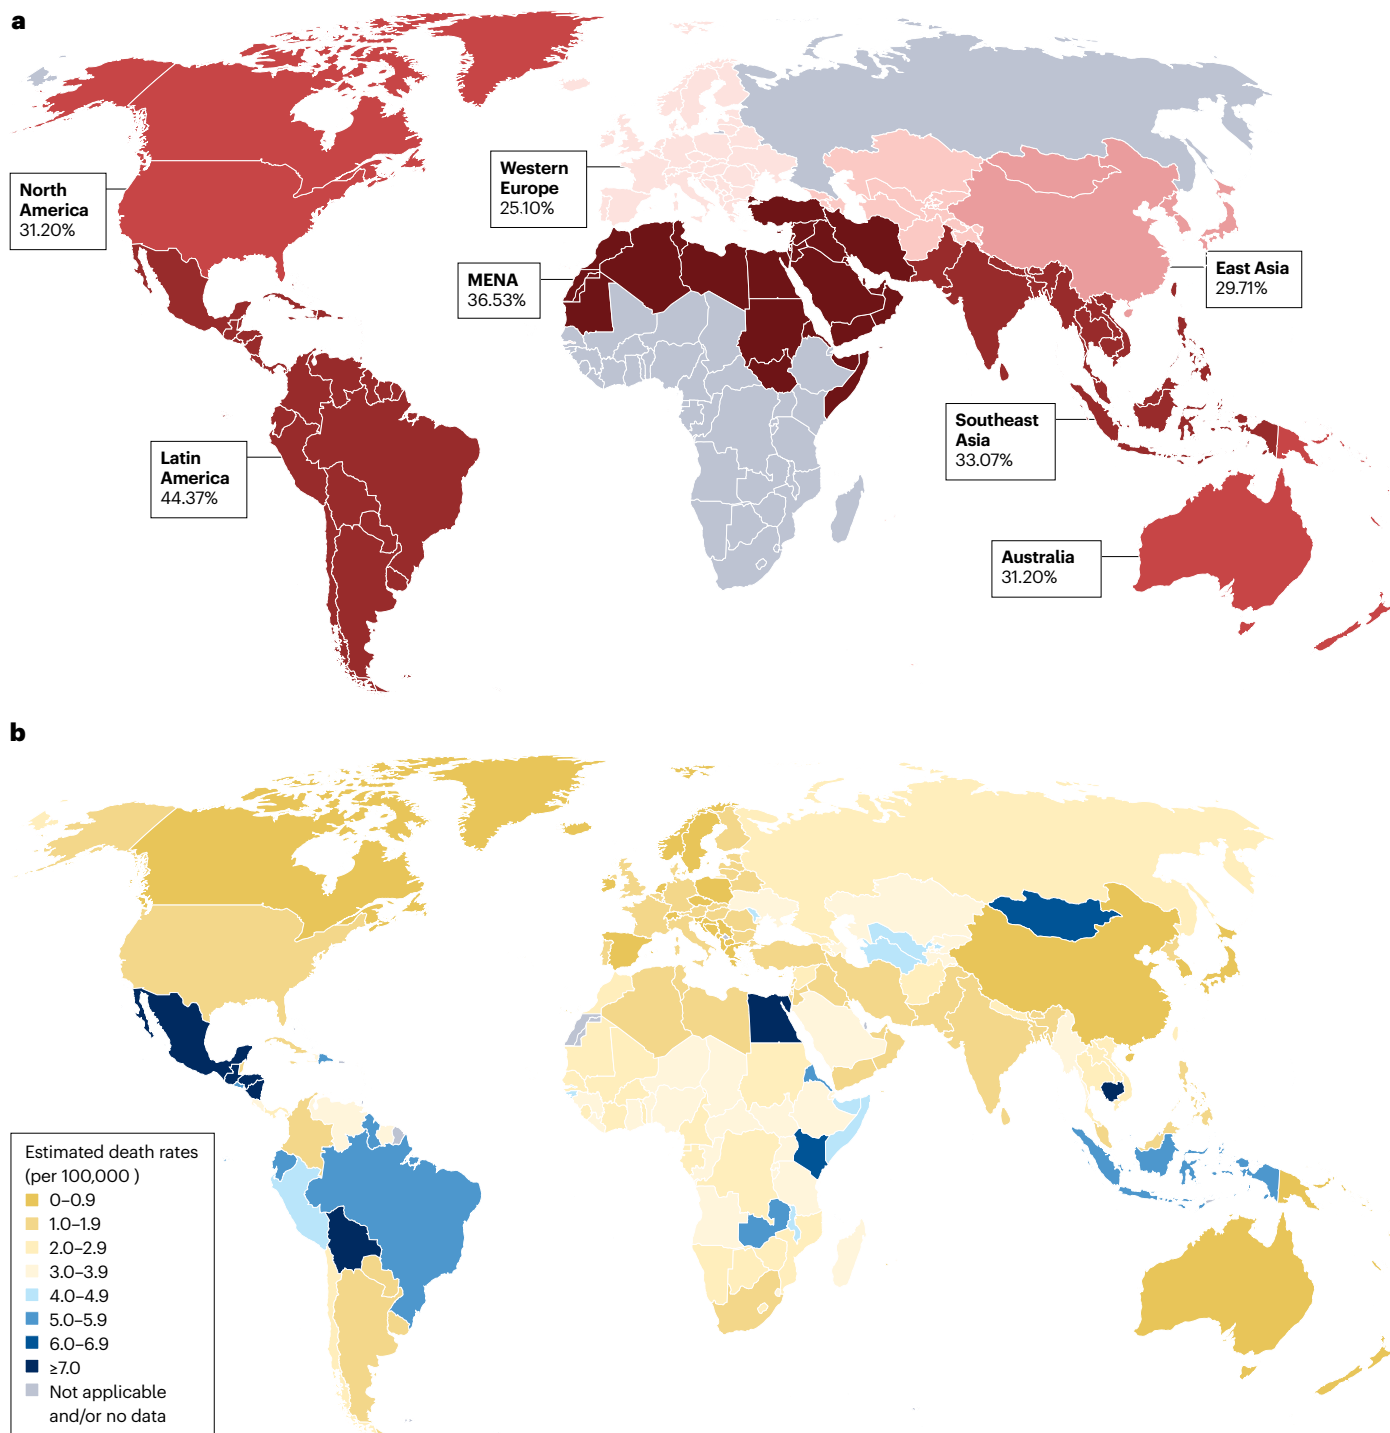 a
North
America
31.20%
Western
Europe
25.10%
MENA
36.53%
East Asia
29.71%
Southeast
Asia
33.07%
Latin
America
44.37%
Australia
31.20%
b
Estimated death rates
(per 100,000 )
0–0.9
1.0–1.9
2.0–2.9
3.0–3.9
4.0–4.9
5.0–5.9
6.0–6.9
≥7.0
Not applicable
and/or no data